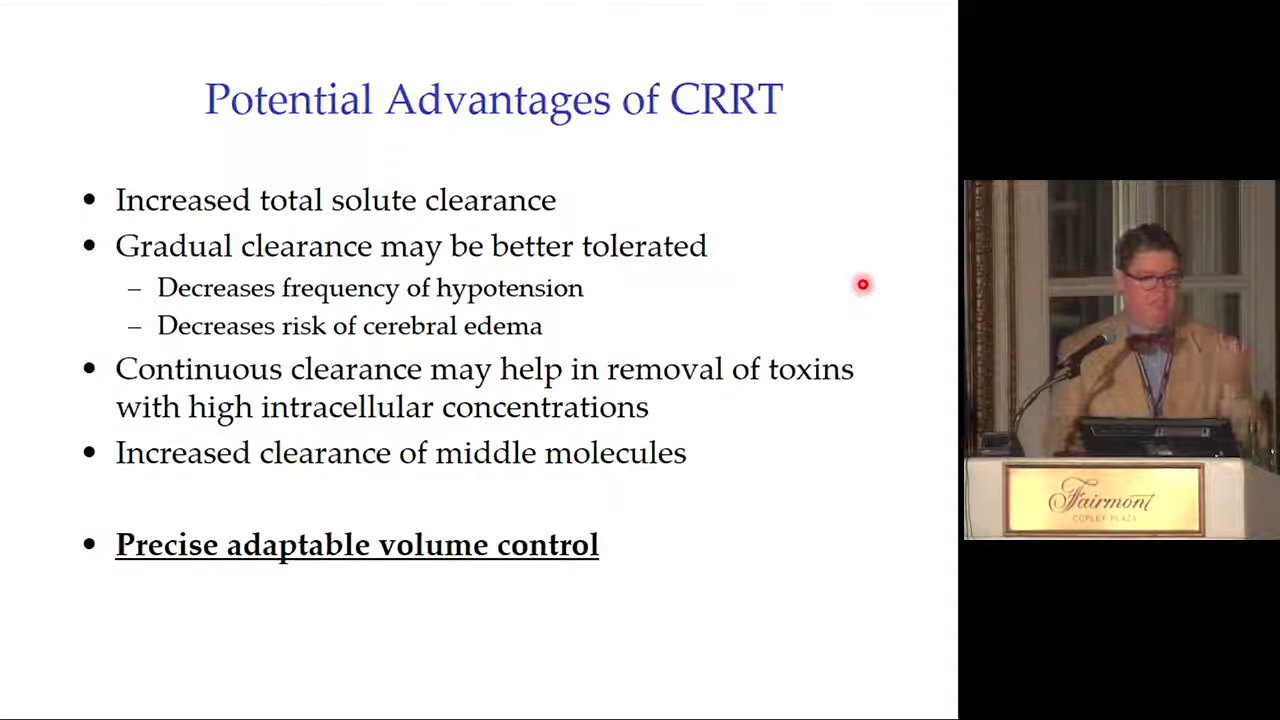 Potential Advantages of CRRT
• Increased total solute clearance
• Gradual clearance may be better tolerated
– Decreases frequency of hypotension
– Decreases risk of cerebral edema
• Continuous clearance may help in removal of toxins
with high intracellular concentrations
• Increased clearance of middle molecules
• Precise adaptable volume control
Fairmont
COPLEY PLAZA